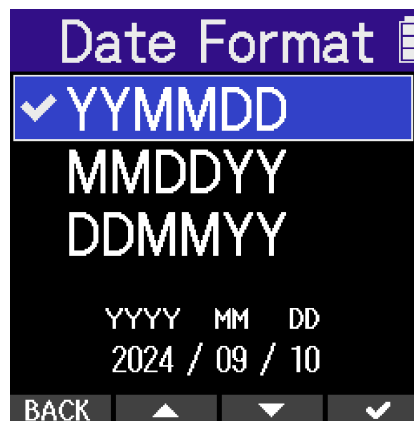 Date Format
YYMMDD
MMDDYY
DDMMYY
YYYY MM DD
2024 / 09 / 10
BACK